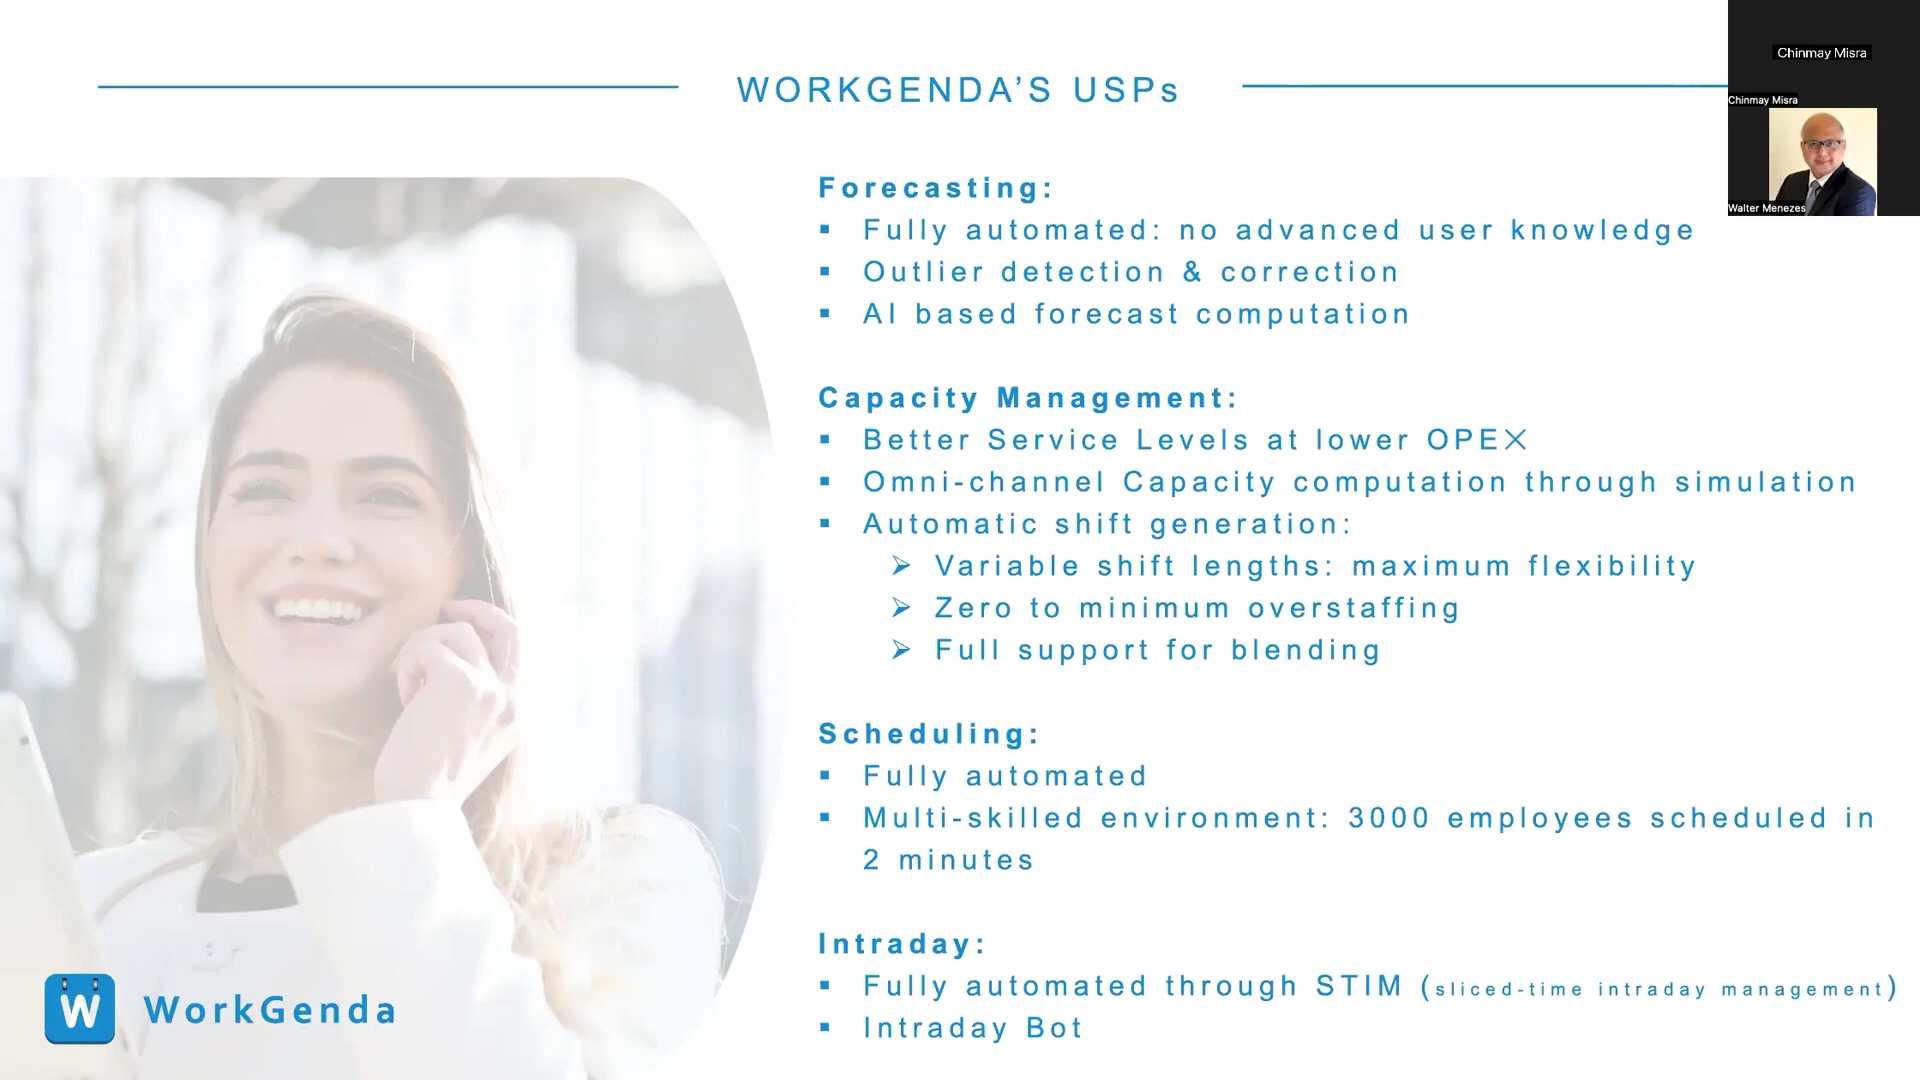 WORKGENDA’S USPs
Chinmay Misra
Chinmay Misra
Walter Menezes
Forecasting:
▪ Fully automated: no advanced user knowledge
▪ Outlier detection & correction
▪ AI based forecast computation
Capacity Management:
▪ Better Service Levels at lower OPEX
▪ Omni-channel Capacity computation through simulation
▪ Automatic shift generation:
➢ Variable shift lengths: maximum flexibility
➢ Zero to minimum overstaffing
➢ Full support for blending
Scheduling:
▪ Fully automated
▪ Multi-skilled environment: 3000 employees scheduled in
2 minutes
Intraday:
▪ Fully automated through STIM (sliced-time intraday management)
▪ Intraday Bot
W WorkGenda